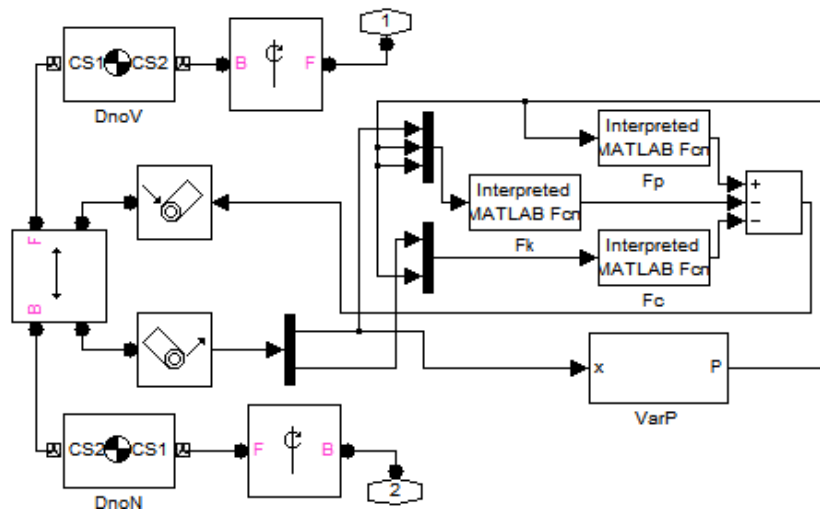 1
CS1 CS2
B F
DnoV
Interpreted
MATLAB Fcn
Fp
+
−
−
Interpreted
MATLAB Fcn
Fk
Interpreted
MATLAB Fcn
Fc
F
B
x P
VarP
CS2 CS1
F B
DnoN
2